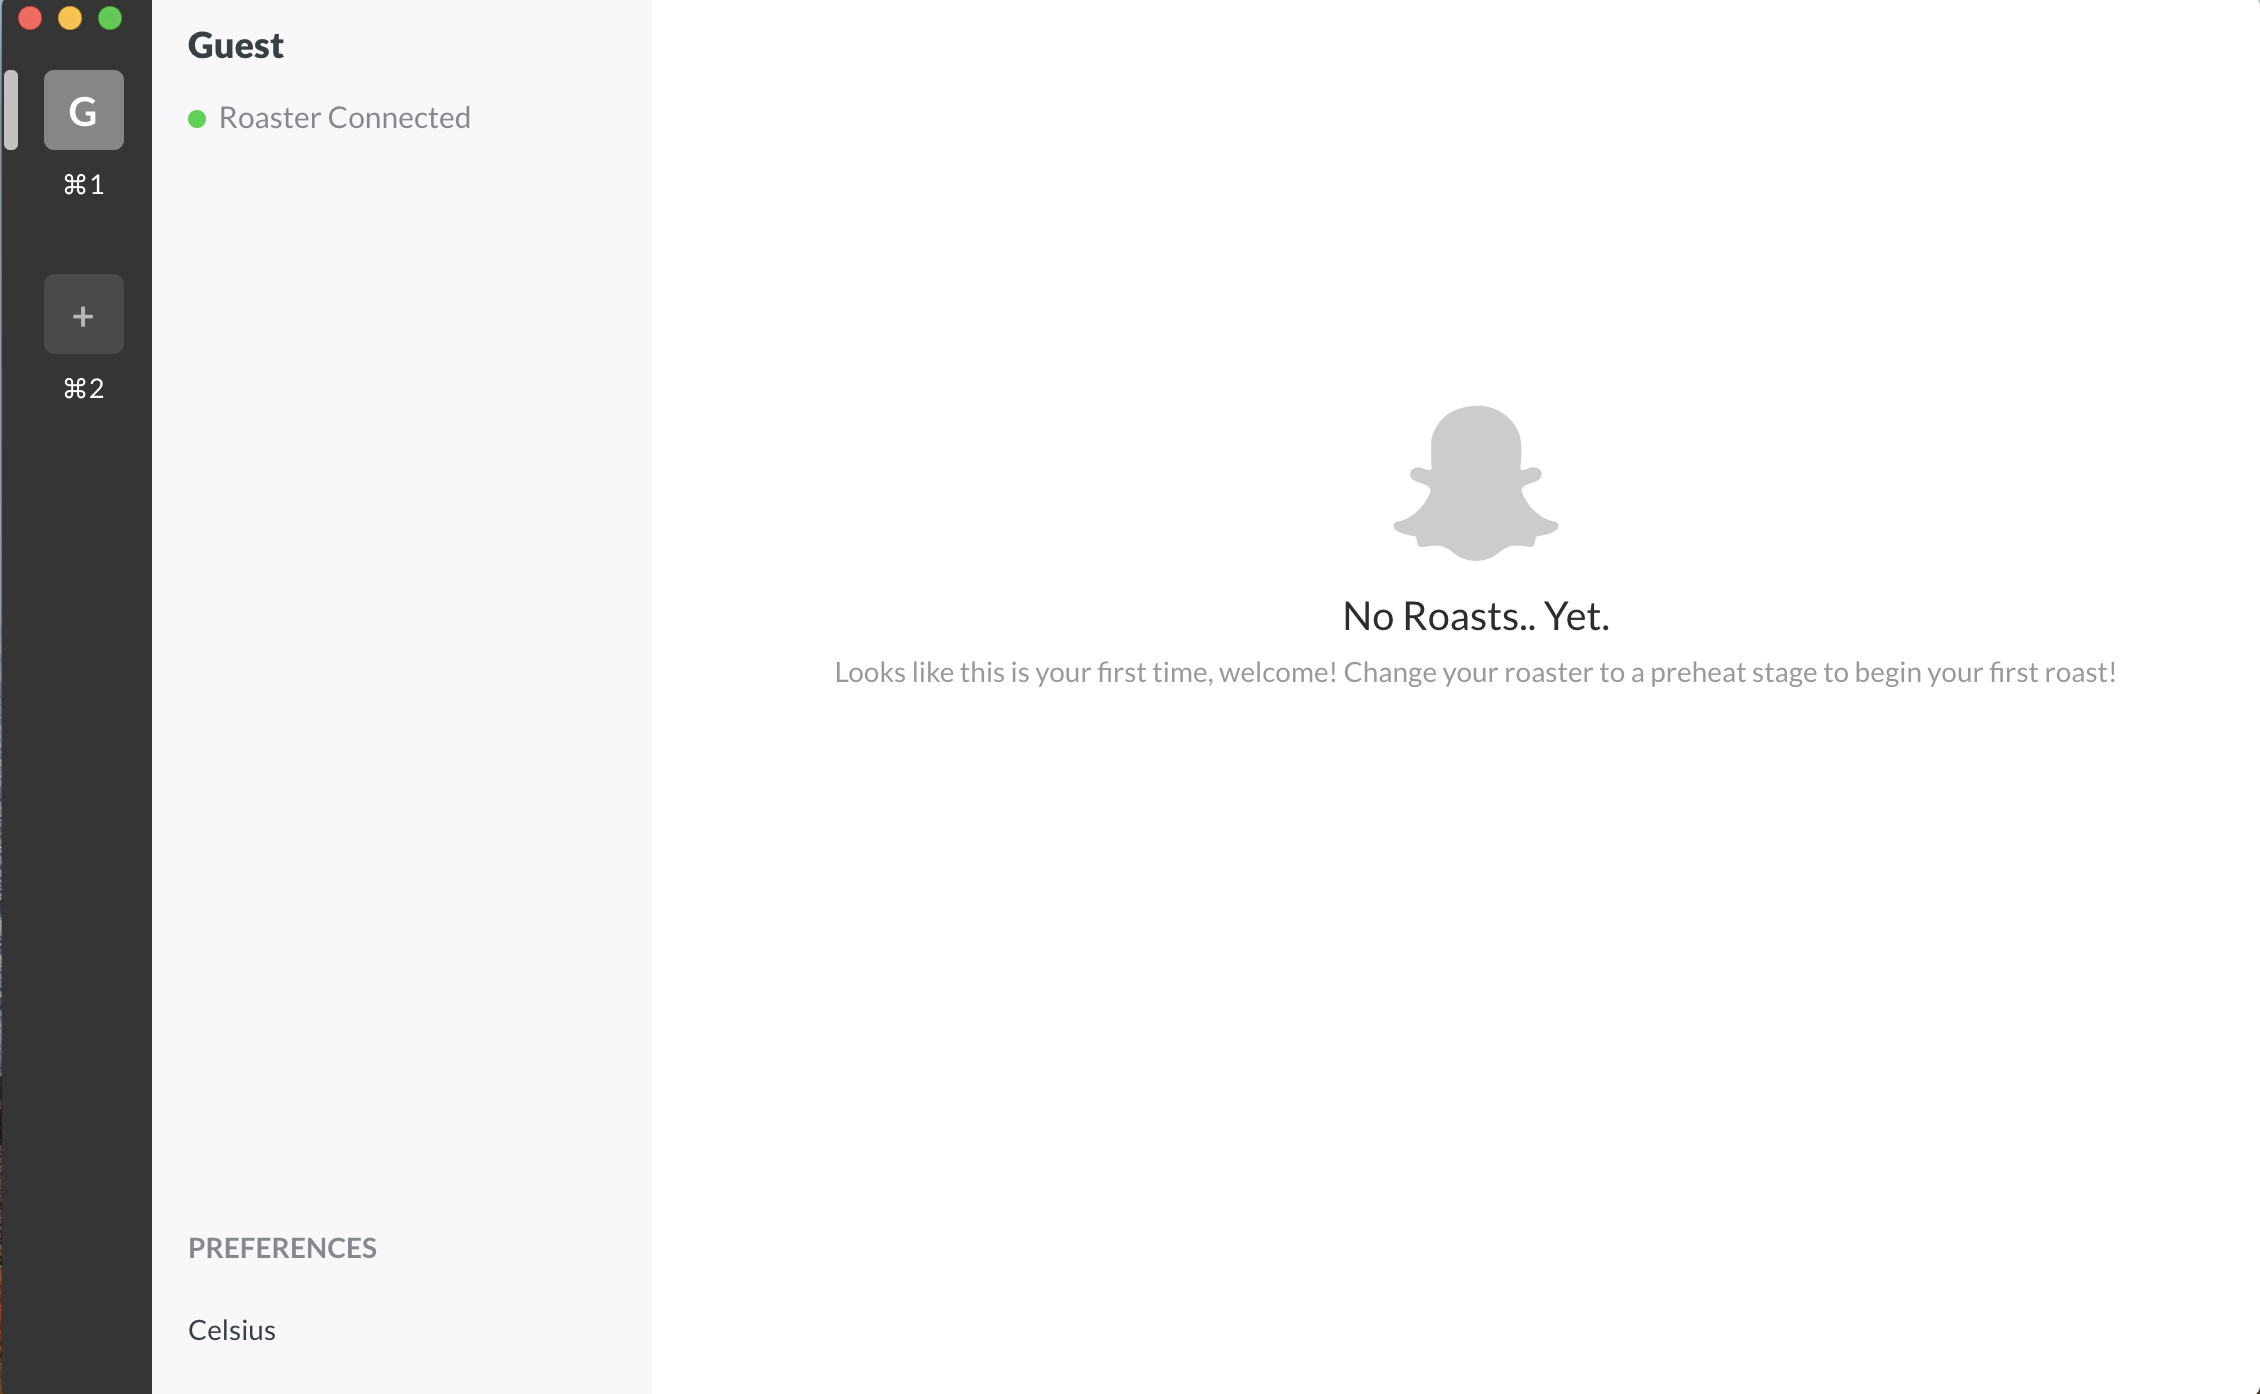 Guest
Roaster Connected
G
⌘1
+
⌘2
No Roasts.. Yet.
Looks like this is your first time, welcome! Change your roaster to a preheat stage to begin your first roast!
PREFERENCES
Celsius